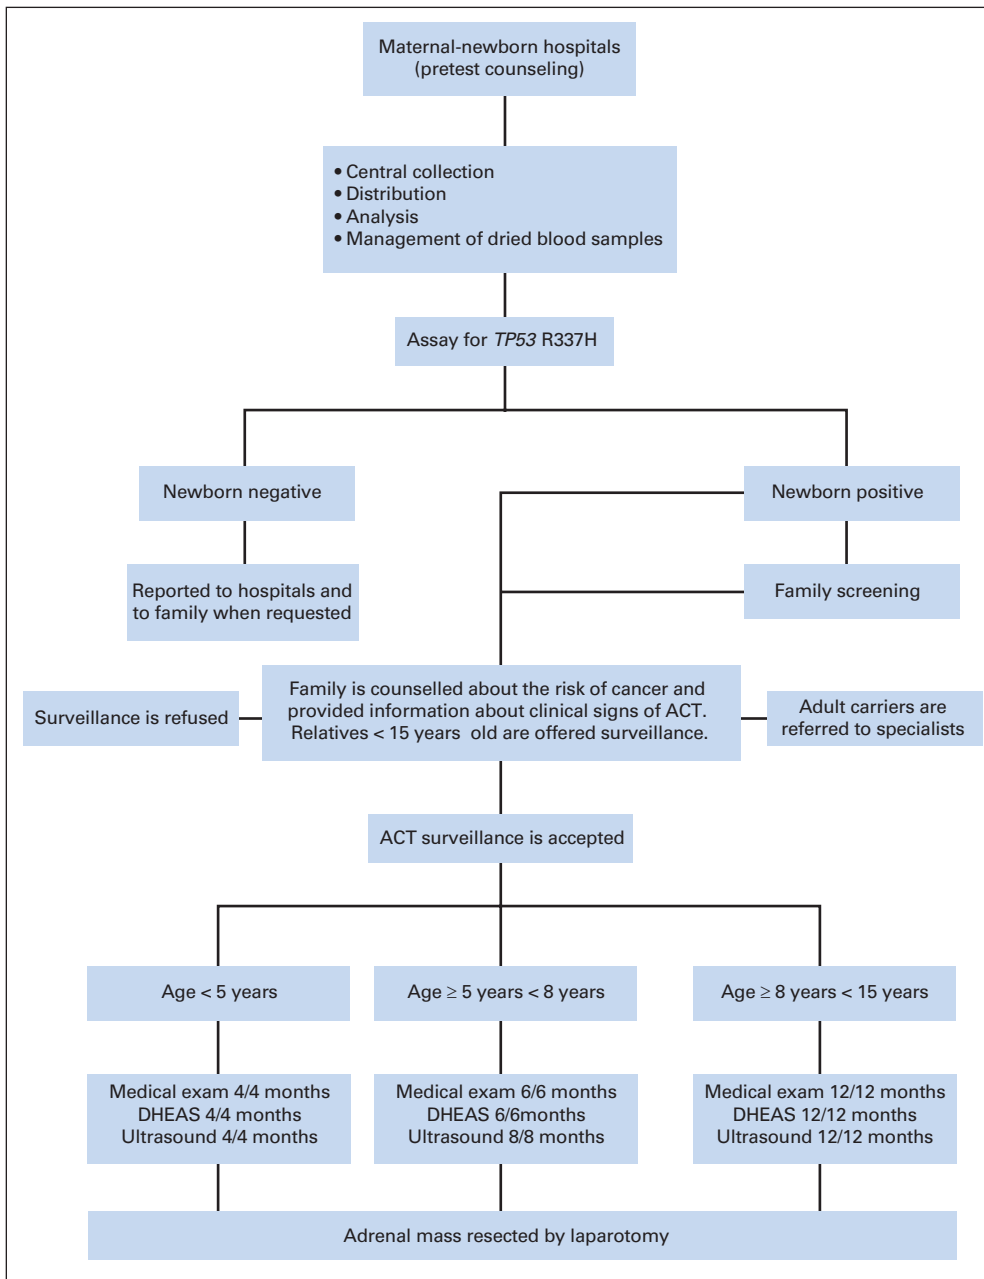 Maternal-newborn hospitals
(pretest counseling)
• Central collection
• Distribution
• Analysis
• Management of dried blood samples
Assay for TP53 R337H
Newborn negative
Newborn positive
Reported to hospitals and
to family when requested
Family screening
Surveillance is refused
Family is counselled about the risk of cancer and
provided information about clinical signs of ACT.
Relatives < 15 years old are offered surveillance.
Adult carriers are
referred to specialists
ACT surveillance is accepted
Age < 5 years
Age ≥ 5 years < 8 years
Age ≥ 8 years < 15 years
Medical exam 4/4 months
DHEAS 4/4 months
Ultrasound 4/4 months
Medical exam 6/6 months
DHEAS 6/6months
Ultrasound 8/8 months
Medical exam 12/12 months
DHEAS 12/12 months
Ultrasound 12/12 months
Adrenal mass resected by laparotomy